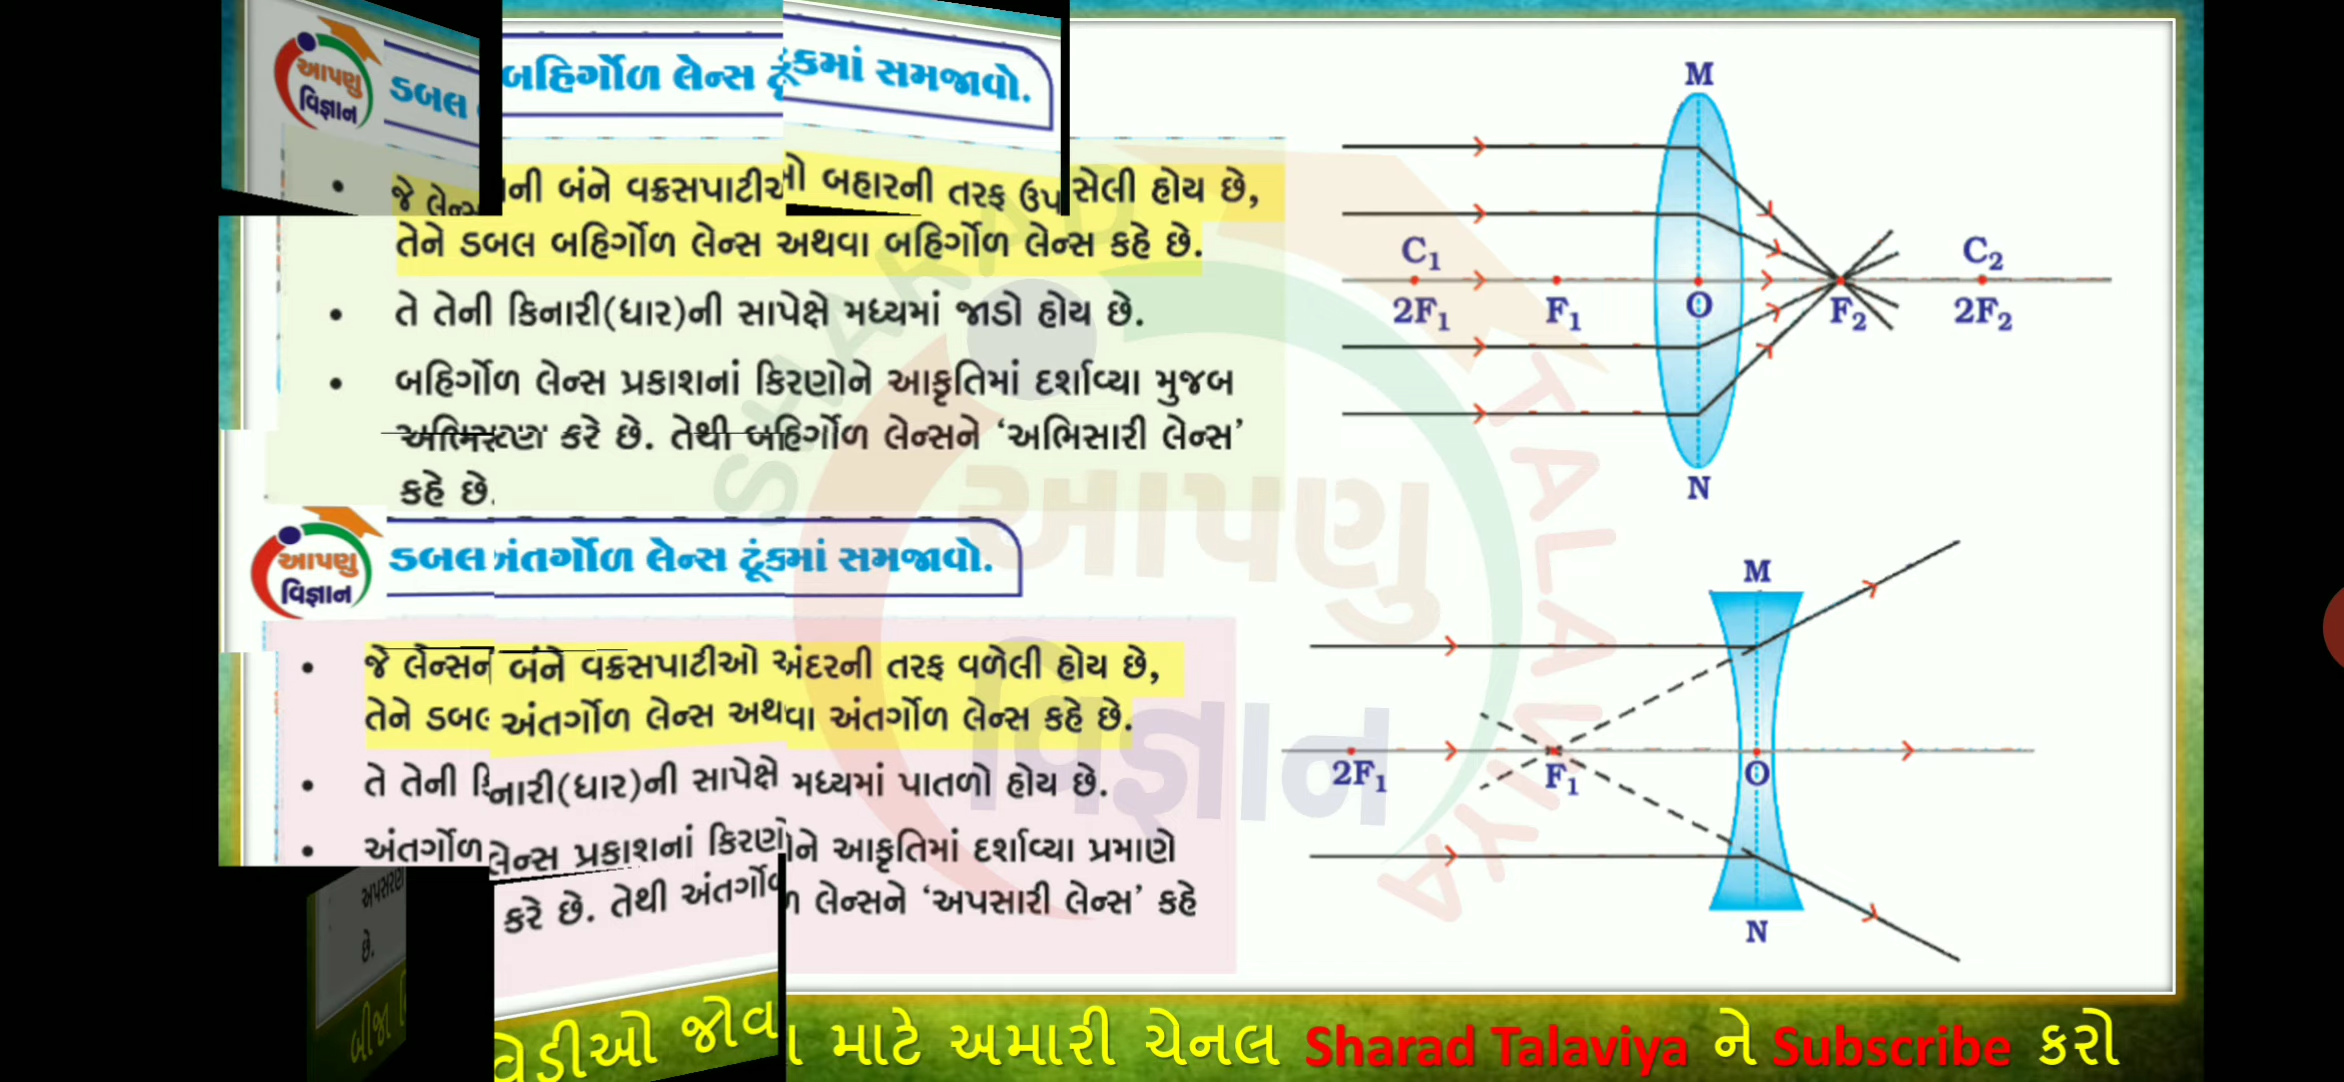 આપણુ
વિજ્ઞાન
ડબલ બહિર્ગોળ લેન્સ ટૂંકમાં સમજાવો.
જે લેન્સની બંને વક્રસપાટીઓ બહારની તરફ ઉપસેલી હોય છે,
તેને ડબલ બહિર્ગોળ લેન્સ અથવા બહિર્ગોળ લેન્સ કહે છે.
તે તેની કિનારી(ધાર)ની સાપેક્ષે મધ્યમાં જાડો હોય છે.
બહિર્ગોળ લેન્સ પ્રકાશનાં કિરણોને આકૃતિમાં દર્શાવ્યા મુજબ
કરે છે. તેથી બહિર્ગોળ લેન્સને ‘અભિસારી લેન્સ’
કહે છે.
M
C1
C2
2F1
F1
O
F2
2F2
N
આપણુ
વિજ્ઞાન
ડબલ અંતર્ગોળ લેન્સ ટૂંકમાં સમજાવો.
જે લેન્સની બંને વક્રસપાટીઓ અંદરની તરફ વળેલી હોય છે,
તેને ડબલ અંતર્ગોળ લેન્સ અથવા અંતર્ગોળ લેન્સ કહે છે.
તે તેની કિનારી(ધાર)ની સાપેક્ષે મધ્યમાં પાતળો હોય છે.
અંતર્ગોળ લેન્સ પ્રકાશનાં કિરણોને આકૃતિમાં દર્શાવ્યા પ્રમાણે
અપસરણ કરે છે. તેથી અંતર્ગોળ લેન્સને ‘અપસારી લેન્સ’ કહે
છે.
M
2F1
F1
O
N
SHARAD TALAVIYA
આપણુ
વિજ્ઞાન
બીજા વિડીઓ જોવા માટે અમારી ચેનલ Sharad Talaviya ને Subscribe કરો